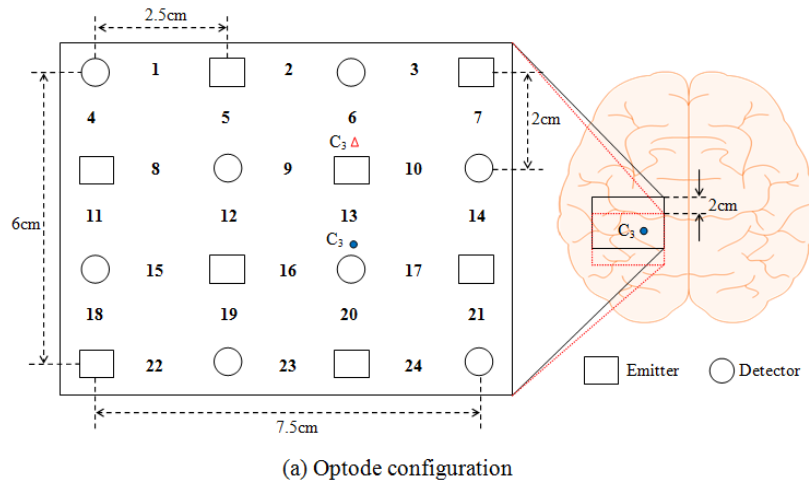 2.5cm
1 2 3
4 5 6 7
2cm
C3 Δ
8 9 10
6cm
2cm
11 12 13 14
C3
C3
15 16 17
18 19 20 21
22 23 24
Emitter
Detector
7.5cm
(a) Optode configuration